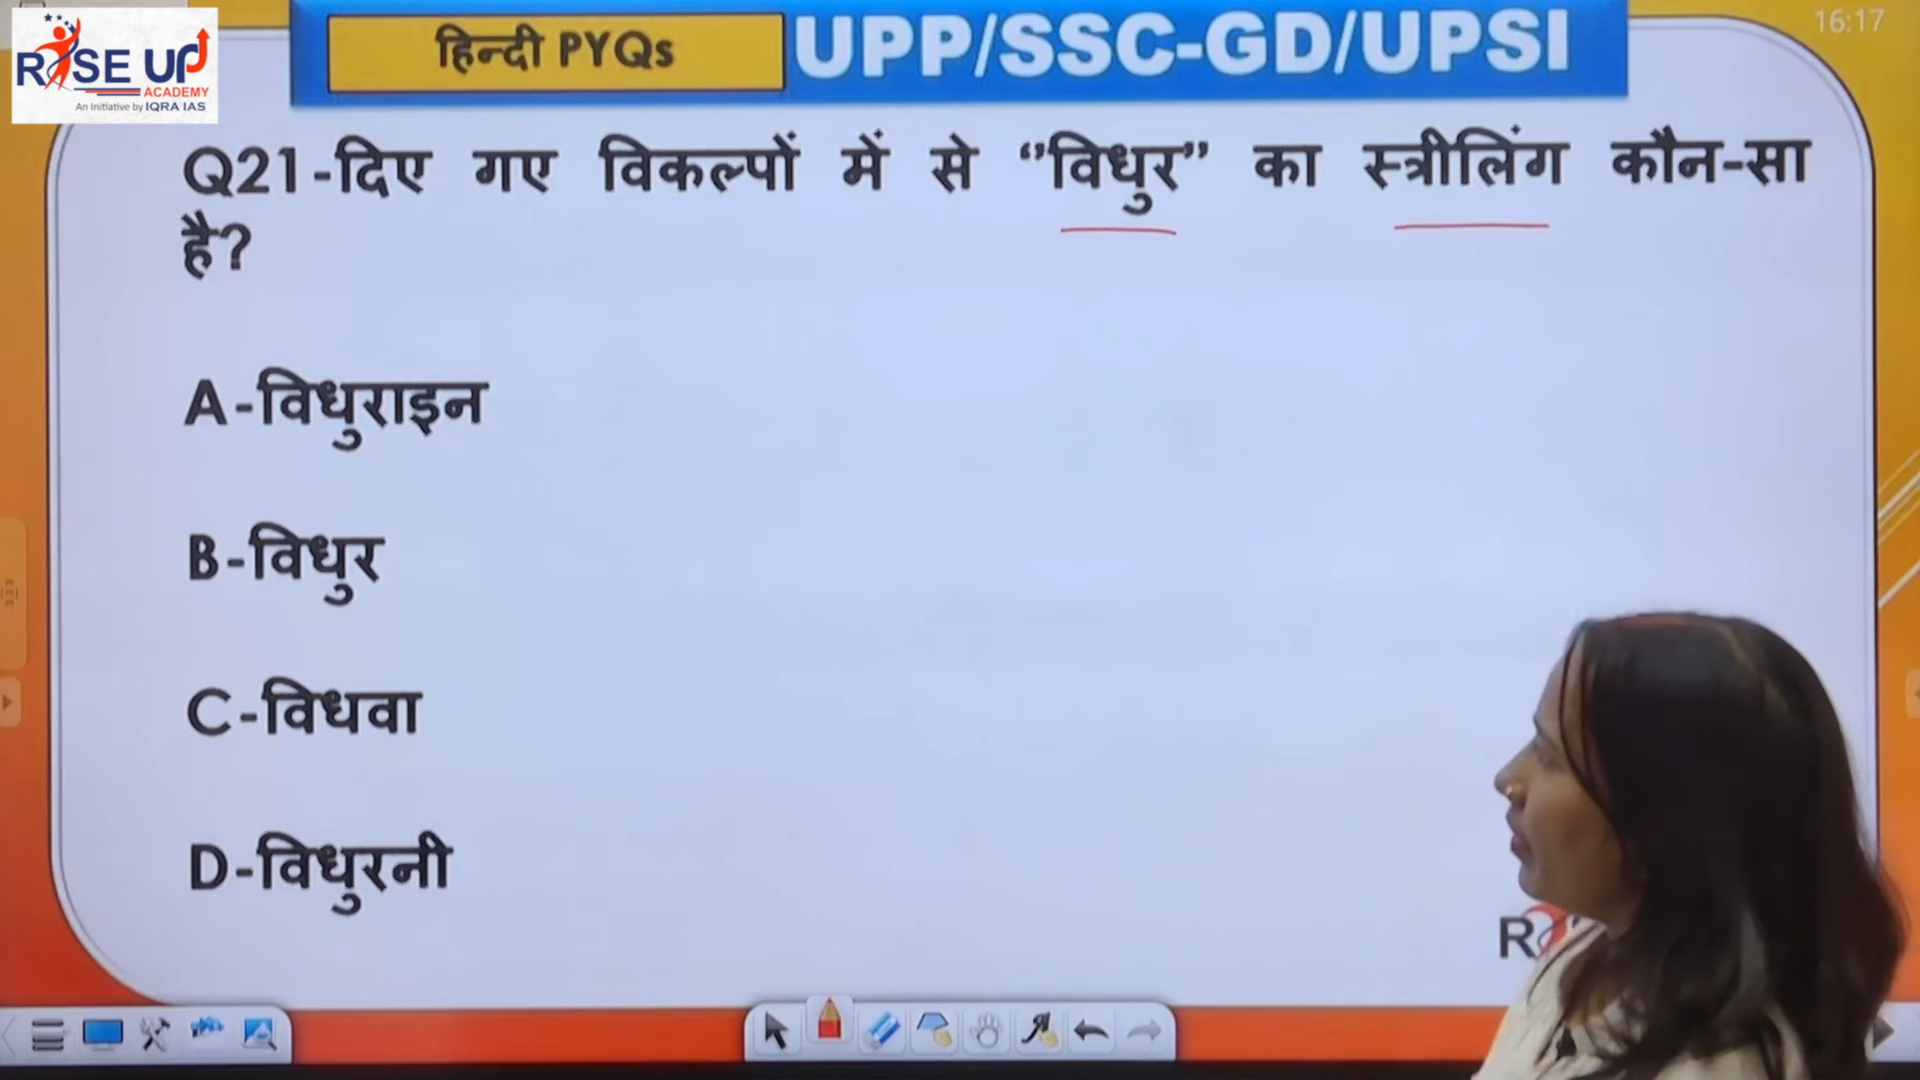 RISE UP
ACADEMY
An Initiative by IQRA IAS
हिन्दी PYQs
UPP/SSC-GD/UPSI
16:17
Q21-दिए गए विकल्पों में से “विधुर” का स्त्रीलिंग कौन-सा
है?
A-विधुराइन
B-विधुर
C-विधवा
D-विधुरनी
R